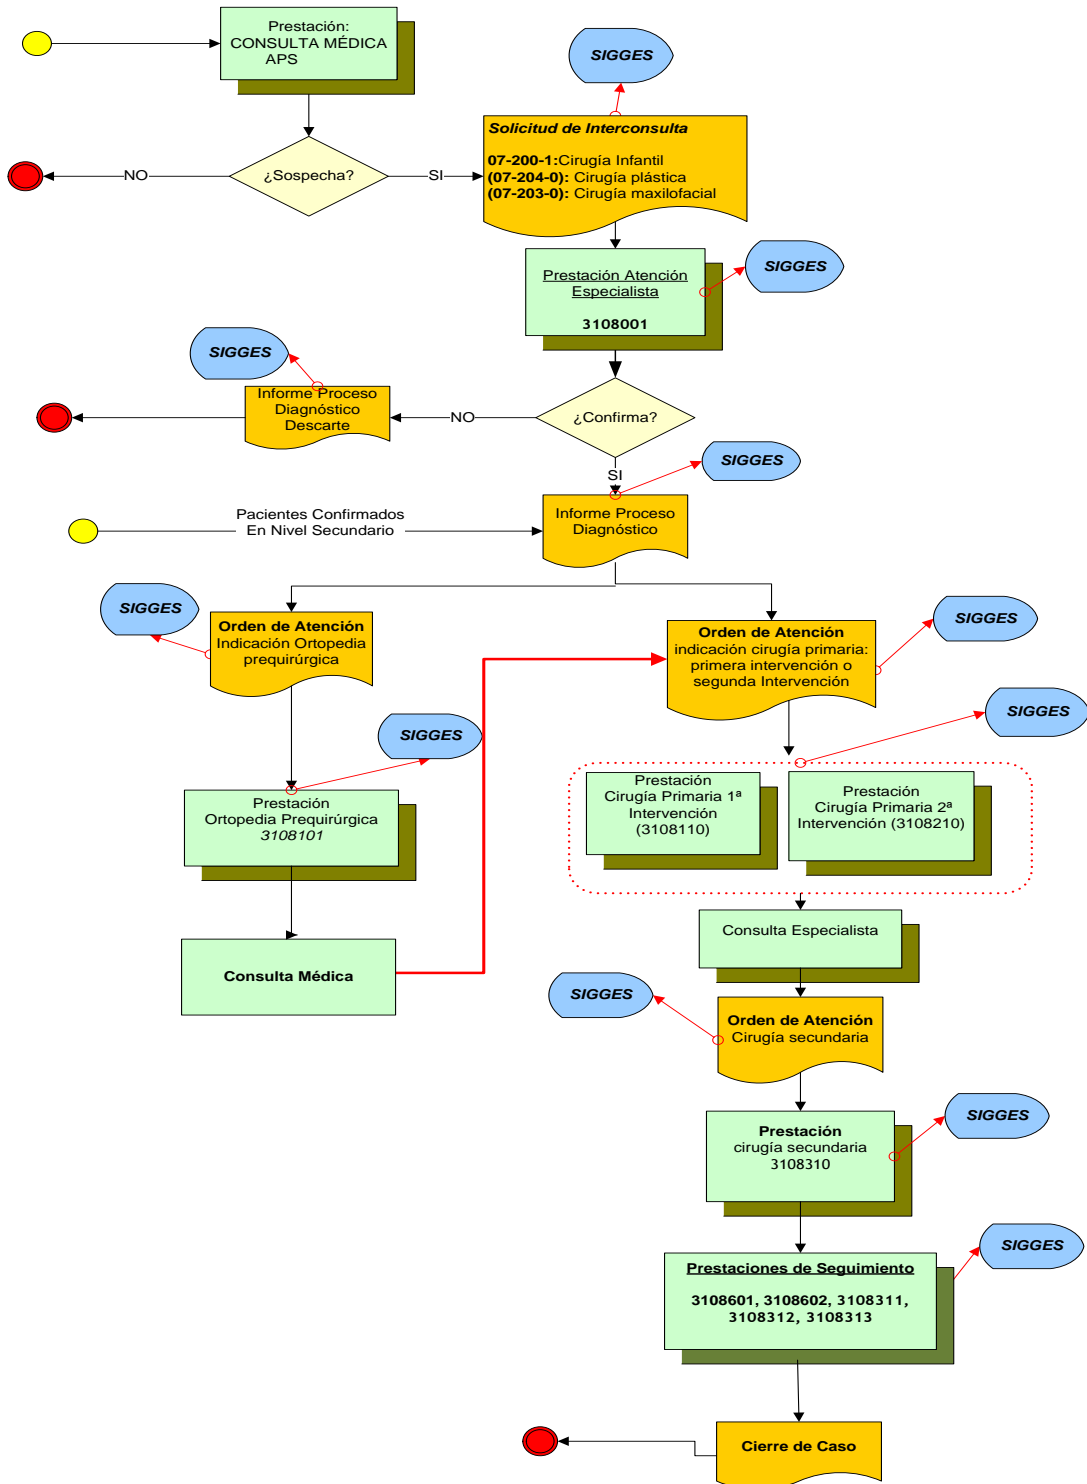 Prestación:
CONSULTA MÉDICA
APS
SIGGES
Solicitud de Interconsulta
07-200-1:Cirugía Infantil
(07-204-0): Cirugía plástica
(07-203-0): Cirugía maxilofacial
¿Sospecha?
NO
SI
Prestación Atención
Especialista
3108001
SIGGES
SIGGES
Informe Proceso
Diagnóstico
Descarte
NO
¿Confirma?
SI
SIGGES
Pacientes Confirmados
En Nivel Secundario
Informe Proceso
Diagnóstico
SIGGES
Orden de Atención
Indicación Ortopedia
prequirúrgica
Orden de Atención
indicación cirugía primaria:
primera intervención o
segunda Intervención
SIGGES
SIGGES
SIGGES
Prestación
Ortopedia Prequirúrgica
3108101
Prestación
Cirugía Primaria 1ª
Intervención
(3108110)
Prestación
Cirugía Primaria 2ª
Intervención (3108210)
Consulta Médica
Consulta Especialista
SIGGES
Orden de Atención
Cirugía secundaria
Prestación
cirugía secundaria
3108310
SIGGES
Prestaciones de Seguimiento
3108601, 3108602, 3108311,
3108312, 3108313
SIGGES
Cierre de Caso